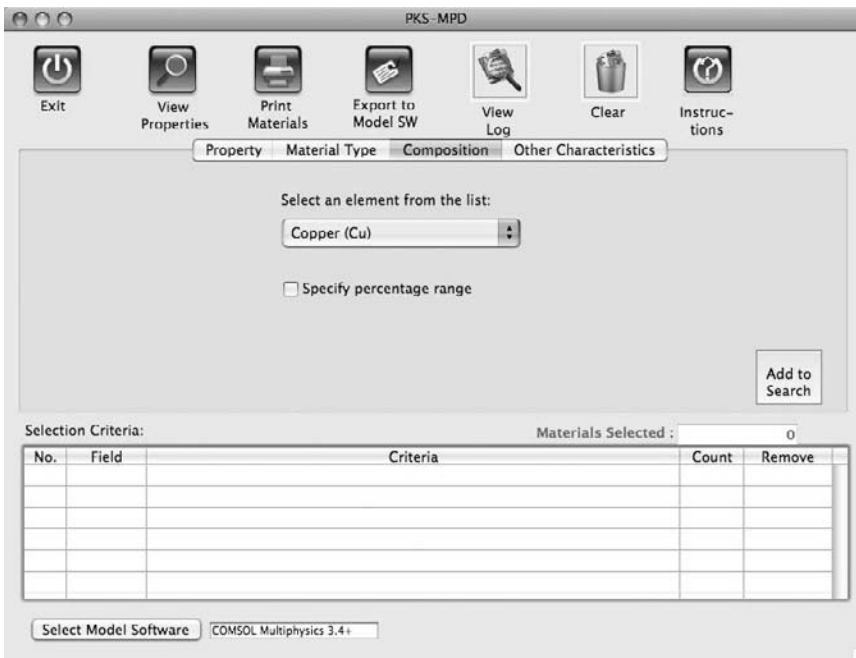 PKS-MPD
Exit
View
Properties
Print
Materials
Export to
Model SW
View
Log
Clear
Instruc-
tions
Property Material Type Composition Other Characteristics
Select an element from the list:
Copper (Cu)
Specify percentage range
Add to
Search
Selection Criteria:
Materials Selected : 0
No. Field Criteria Count Remove
Select Model Software COMSOL Multiphysics 3.4+